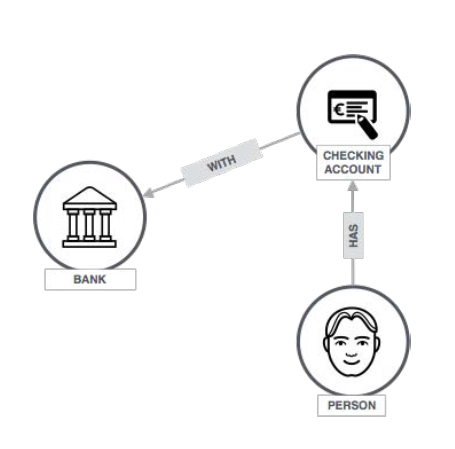 CHECKING
ACCOUNT
WITH
HAS
BANK
PERSON
€